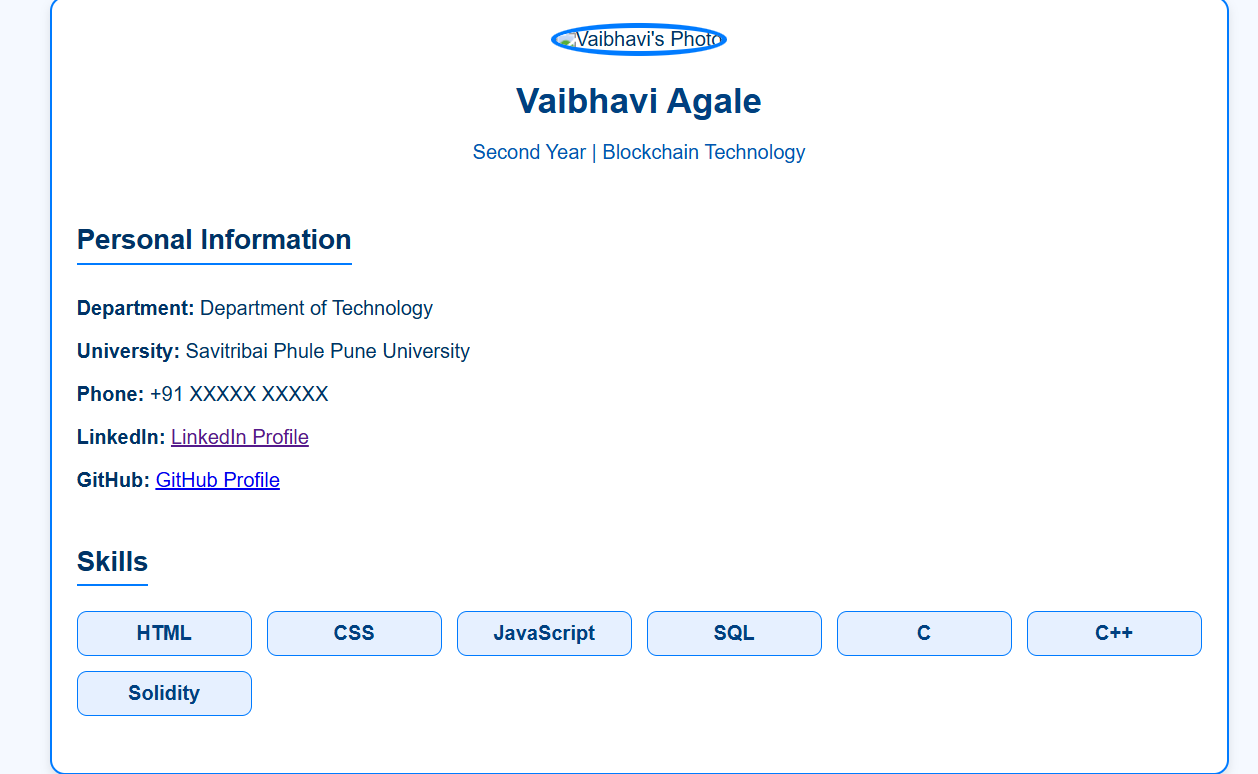 Vaibhavi's Photo
Vaibhavi Agale
Second Year | Blockchain Technology
Personal Information
Department: Department of Technology
University: Savitribai Phule Pune University
Phone: +91 XXXXX XXXXX
LinkedIn: LinkedIn Profile
GitHub: GitHub Profile
Skills
HTML CSS JavaScript SQL C C++
Solidity